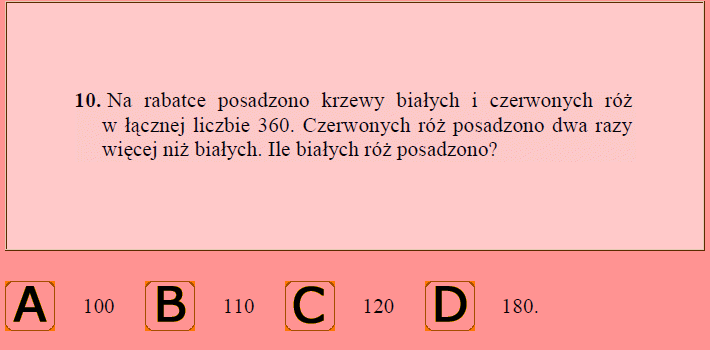 10. Na rabatce posadzono krzewy białych i czerwonych róż
w łącznej liczbie 360. Czerwonych róż posadzono dwa razy
więcej niż białych. Ile białych róż posadzono?
A 100 B 110 C 120 D 180.